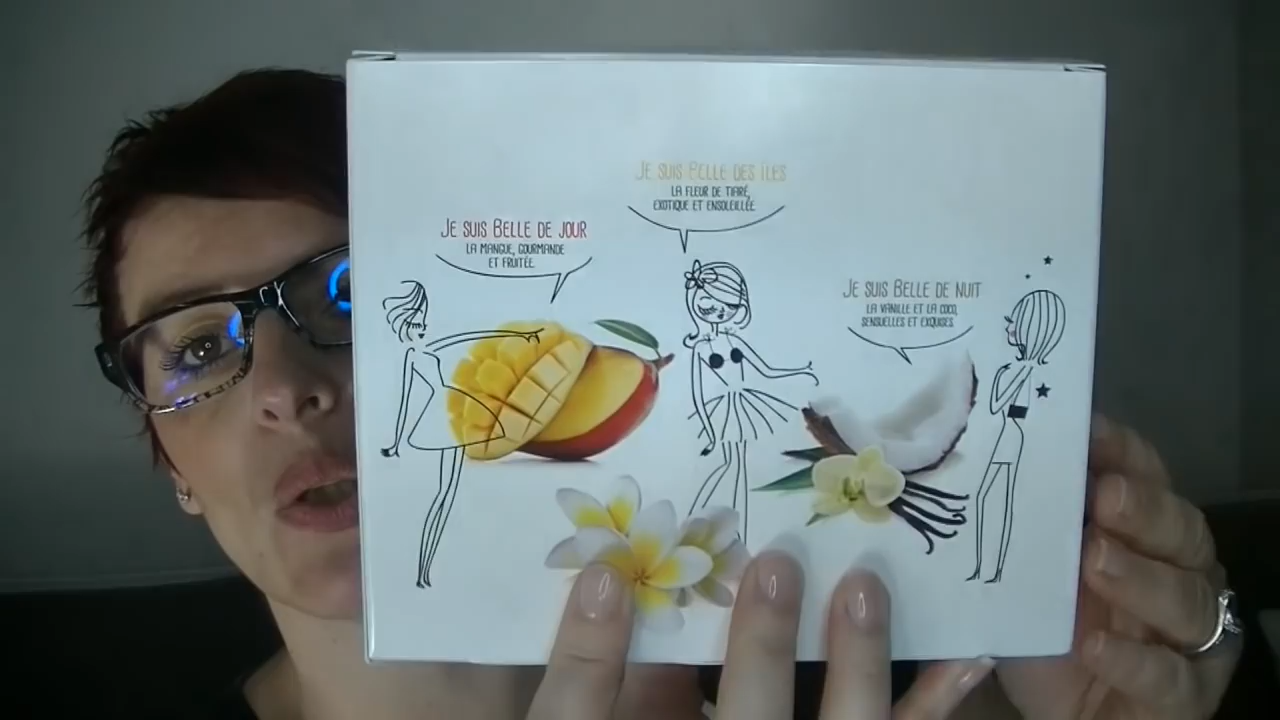 JE SUIS BELLE DES ÎLES
LA FLEUR DE TIARÉ,
EXOTIQUE ET ENSOLEILLÉE.
JE SUIS BELLE DE JOUR
LA MANGUE, GOURMANDE
ET FRUITÉE.
JE SUIS BELLE DE NUIT
LA VANILLE ET LA COCO,
SENSUELLES ET EXQUISES.